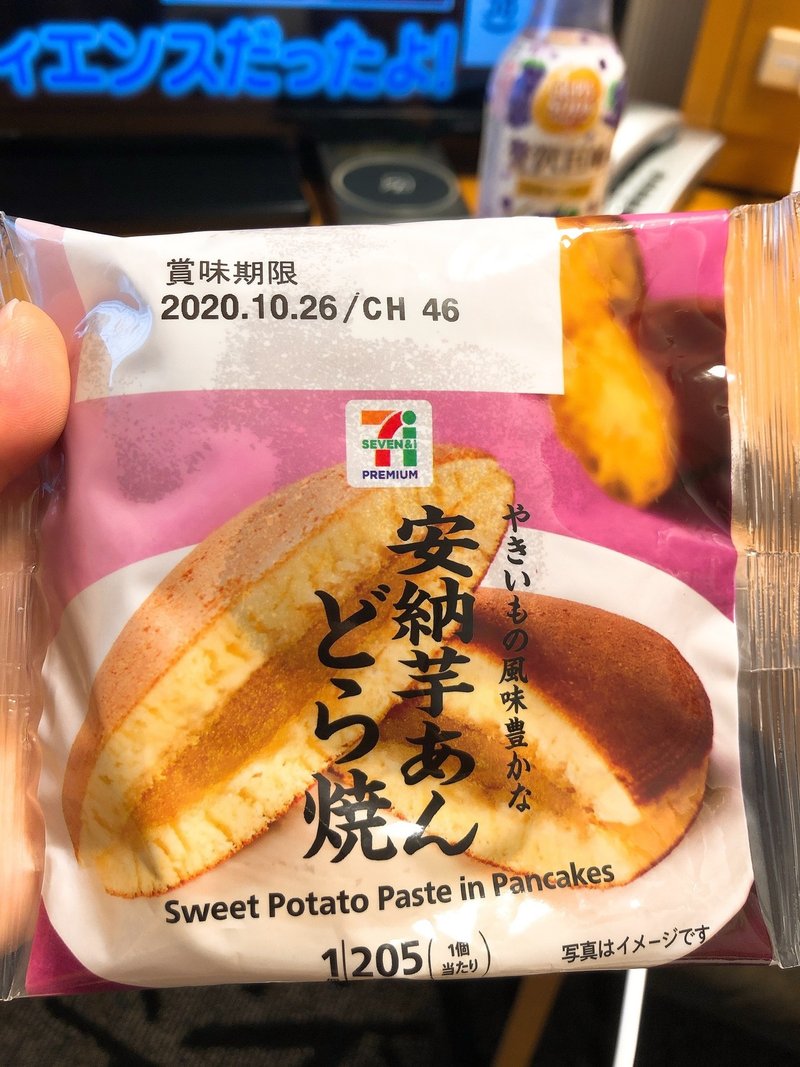 ィエンスだったよ!
賞味期限
2020.10.26/CH 46
7i
SEVEN&i
PREMIUM
やきいもの風味豊かな
安納芋あん
どら焼
Sweet Potato Paste in Pancakes
1|205(1個当たり)
写真はイメージです